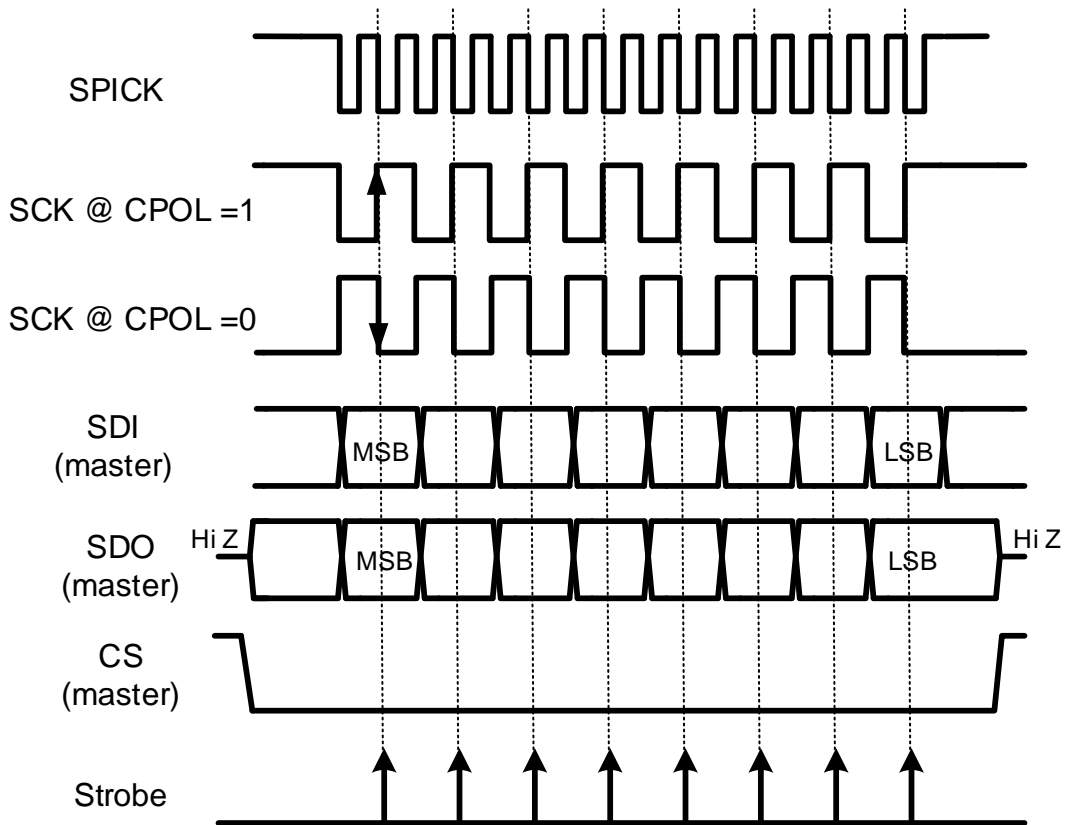 SPICK
SCK @ CPOL =1
SCK @ CPOL =0
SDI
(master)
MSB
LSB
SDO
(master)
Hi Z
MSB
LSB
Hi Z
CS
(master)
Strobe